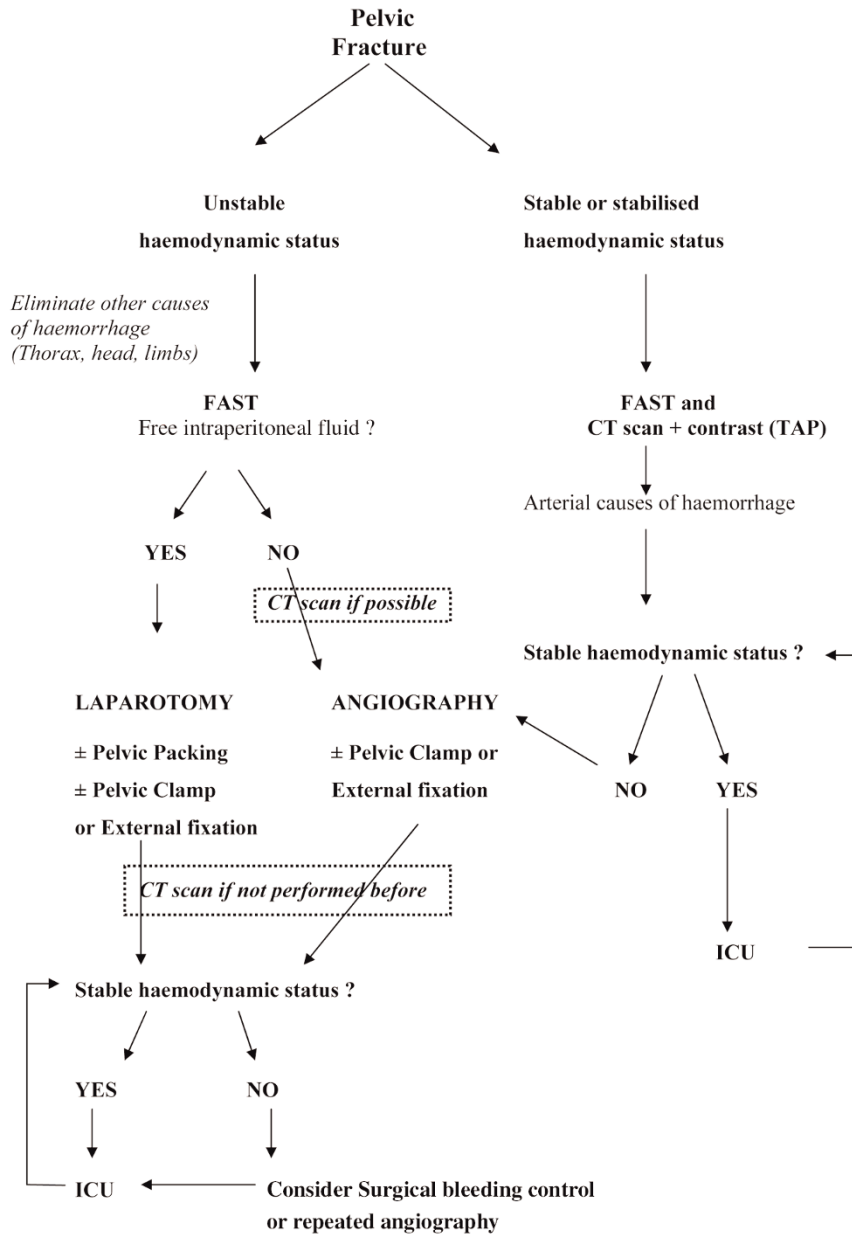 Pelvic
Fracture
Unstable
haemodynamic status
Stable or stabilised
haemodynamic status
Eliminate other causes
of haemorrhage
(Thorax, head, limbs)
FAST
Free intraperitoneal fluid ?
FAST and
CT scan + contrast (TAP)
Arterial causes of haemorrhage
YES
NO
CT scan if possible
Stable haemodynamic status ?
LAPAROTOMY
± Pelvic Packing
± Pelvic Clamp
or External fixation
ANGIOGRAPHY
± Pelvic Clamp or
External fixation
NO
YES
CT scan if not performed before
ICU
Stable haemodynamic status ?
YES
NO
ICU
Consider Surgical bleeding control
or repeated angiography